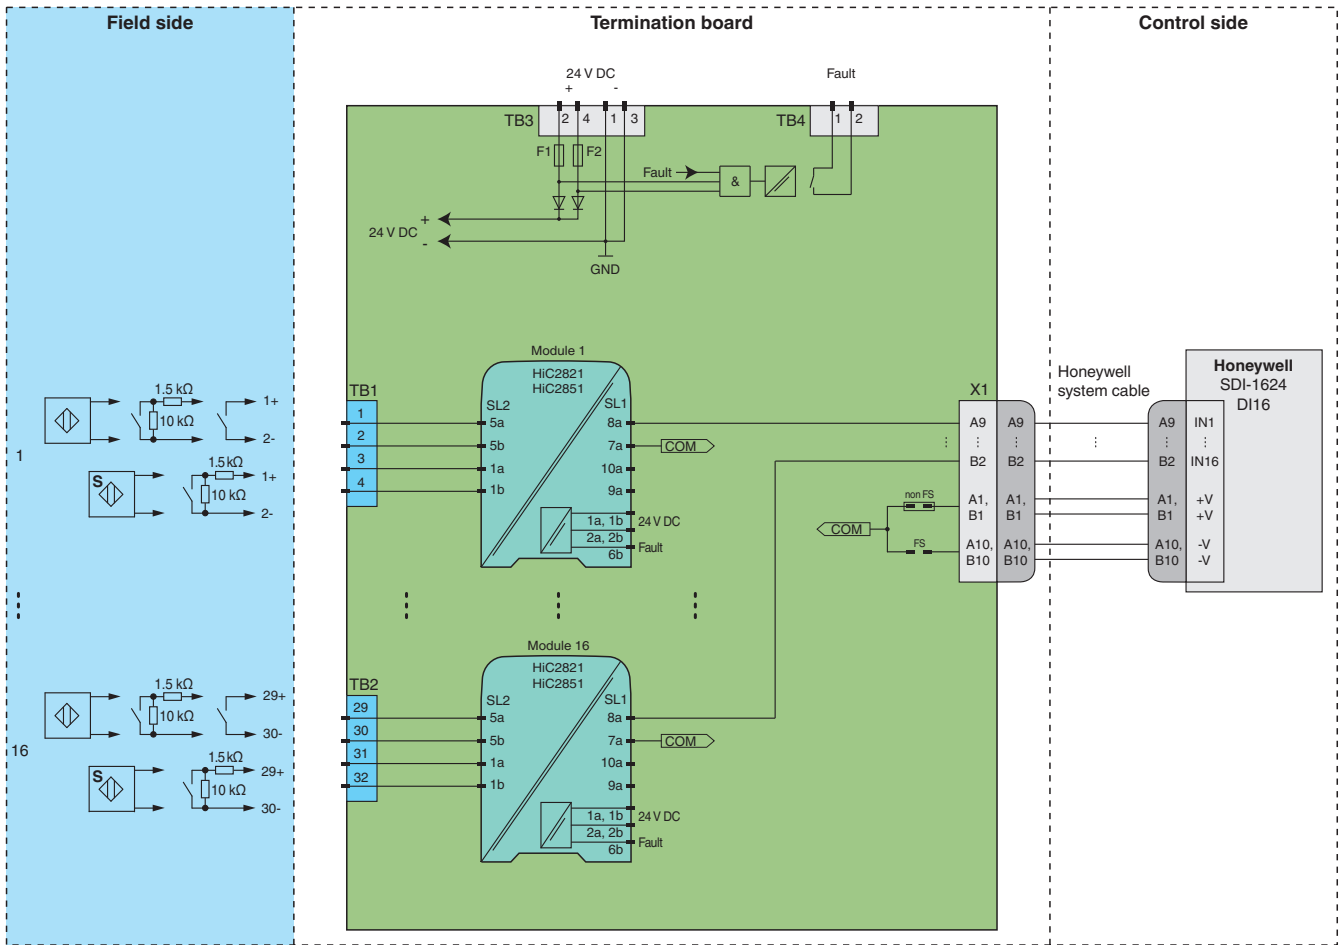 Field side
Termination board
Control side
24 V DC
+ -
Fault
TB3
2 4 1 3
TB4
1 2
F1 F2
Fault
&
+
24 V DC
-
GND
Module 1
HiC2821
HiC2851
TB1
1
2
3
4
SL2
5a
5b
1a
1b
SL1
8a
7a
10a
9a
COM
1a, 1b
2a, 2b
6b
24 V DC
Fault
1
1.5 kΩ
10 kΩ
1+
2-
S
1.5 kΩ
10 kΩ
1+
2-
X1
A9
⋮
B2
A1,
B1
A10,
B10
A9
⋮
B2
A1,
B1
A10,
B10
non FS
COM
FS
Honeywell
system cable
Honeywell
SDI-1624
DI16
A9 IN1
⋮ ⋮
B2 IN16
A1, +V
B1 +V
A10, -V
B10 -V
Module 16
HiC2821
HiC2851
TB2
29
30
31
32
SL2
5a
5b
1a
1b
SL1
8a
7a
10a
9a
COM
1a, 1b
2a, 2b
6b
24 V DC
Fault
16
1.5 kΩ
10 kΩ
29+
30-
S
1.5 kΩ
10 kΩ
29+
30-